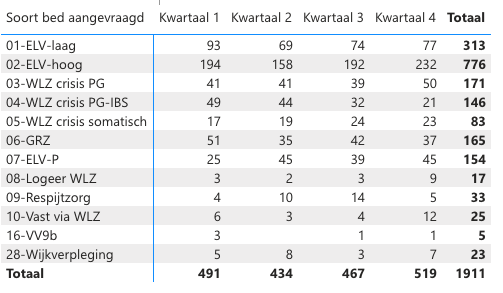 Soort bed aangevraagd Kwartaal 1 Kwartaal 2 Kwartaal 3 Kwartaal 4 Totaal
01-ELV-laag 93 69 74 77 313
02-ELV-hoog 194 158 192 232 776
03-WLZ crisis PG 41 41 39 50 171
04-WLZ crisis PG-IBS 49 44 32 21 146
05-WLZ crisis somatisch 17 19 24 23 83
06-GRZ 51 35 42 37 165
07-ELV-P 25 45 39 45 154
08-Logeer WLZ 3 2 3 9 17
09-Respijtzorg 4 10 14 5 33
10-Vast via WLZ 6 3 4 12 25
16-VV9b 3 1 1 5
28-Wijkverpleging 5 8 3 7 23
Totaal 491 434 467 519 1911